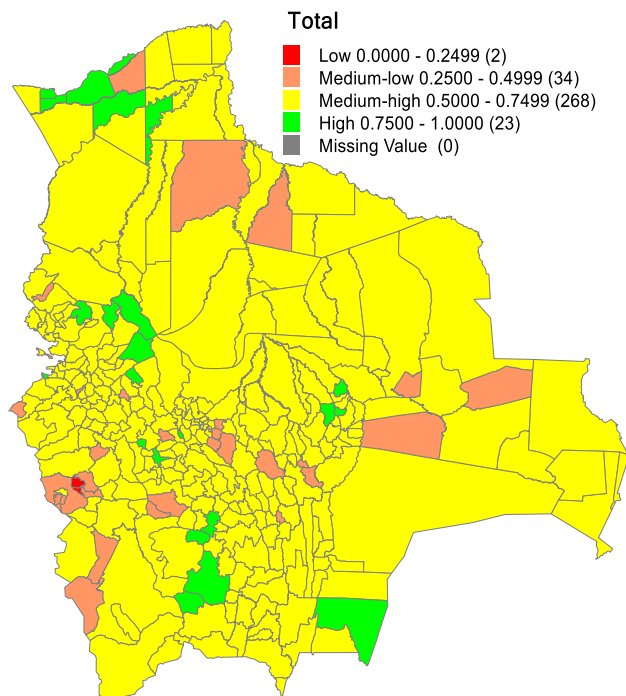 Total
Low 0.0000 - 0.2499 (2)
Medium-low 0.2500 - 0.4999 (34)
Medium-high 0.5000 - 0.7499 (268)
High 0.7500 - 1.0000 (23)
Missing Value (0)